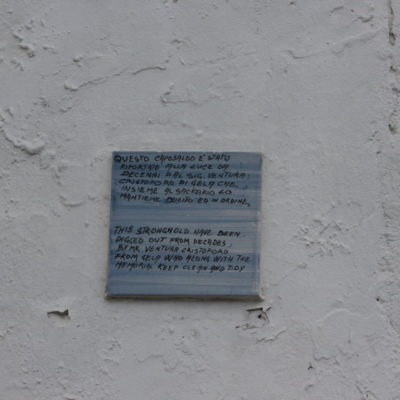 QUESTO CAPOSALDO E' STATO
RIPORTATO ALLA LUCE DA
DECENNI DAL SIG. VENTURA,
CRISTOFORO DI GELA CHE,
INSIEME AL SACRARIO LO
MANTIENE PULITO ED IN ORDINE,
THIS STRONGHOLD HAVE BEEN
DIGGED OUT FROM DECADES,
BY MR. VENTURA CRISTOFORO
FROM GELA WHO ALONG WITH THE
MEMORIAL KEEP CLEAN AND TIDY